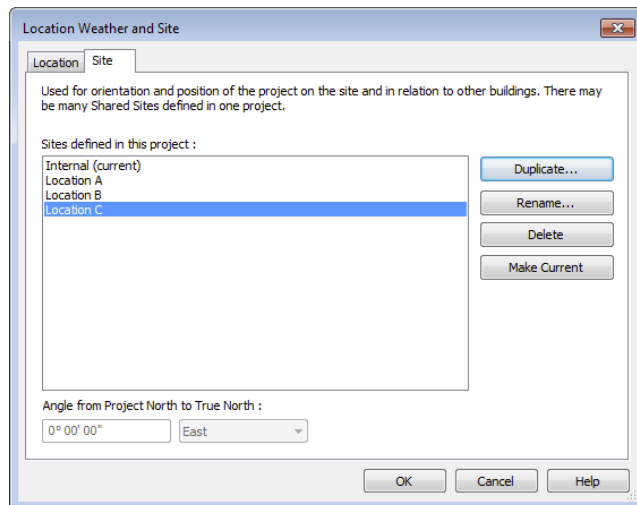 Location Weather and Site
Location
Site
Used for orientation and position of the project on the site and in relation to other buildings. There may
be many Shared Sites defined in one project.
Sites defined in this project :
Internal (current)
Location A
Location B
Location C
Duplicate...
Rename...
Delete
Make Current
Angle from Project North to True North :
0° 00' 00"
East
OK
Cancel
Help